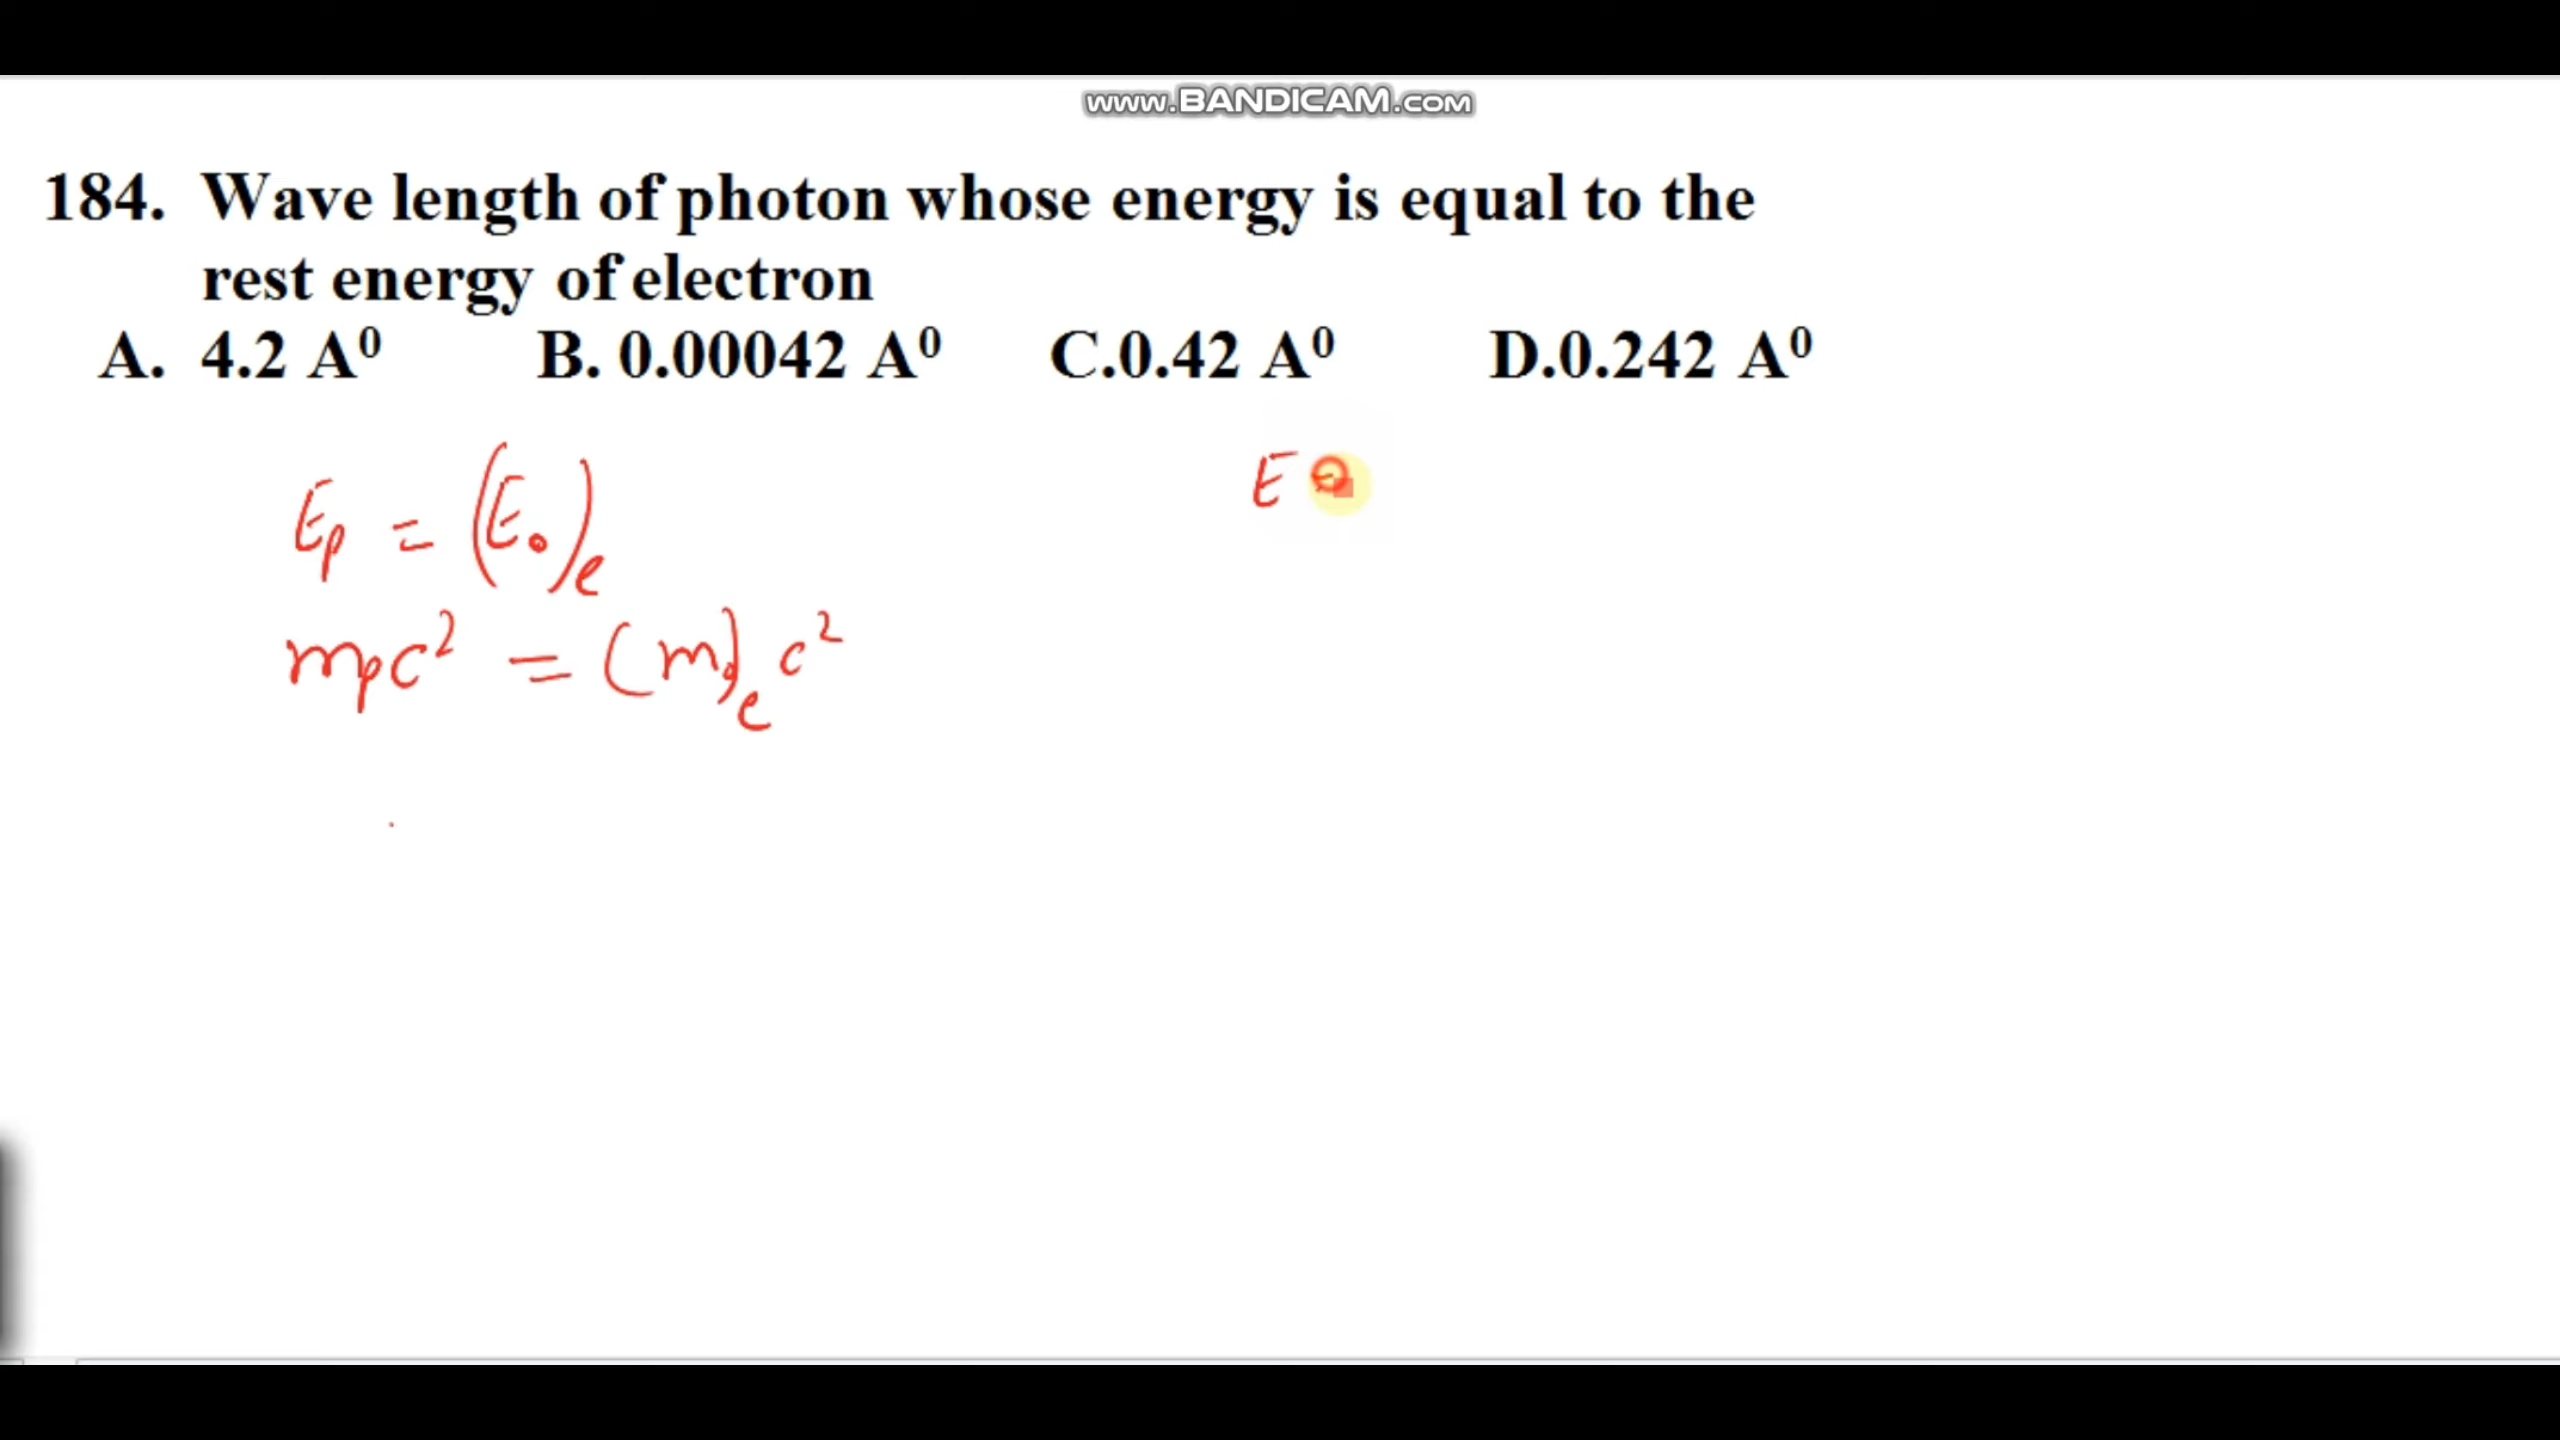 www.BANDICAM.com
184. Wave length of photon whose energy is equal to the
rest energy of electron
A. 4.2 A⁰ B. 0.00042 A⁰ C.0.42 A⁰ D.0.242 A⁰
Eₚ = (E₀)ₑ
E =
mₚc² = (m₀)ₑ c²